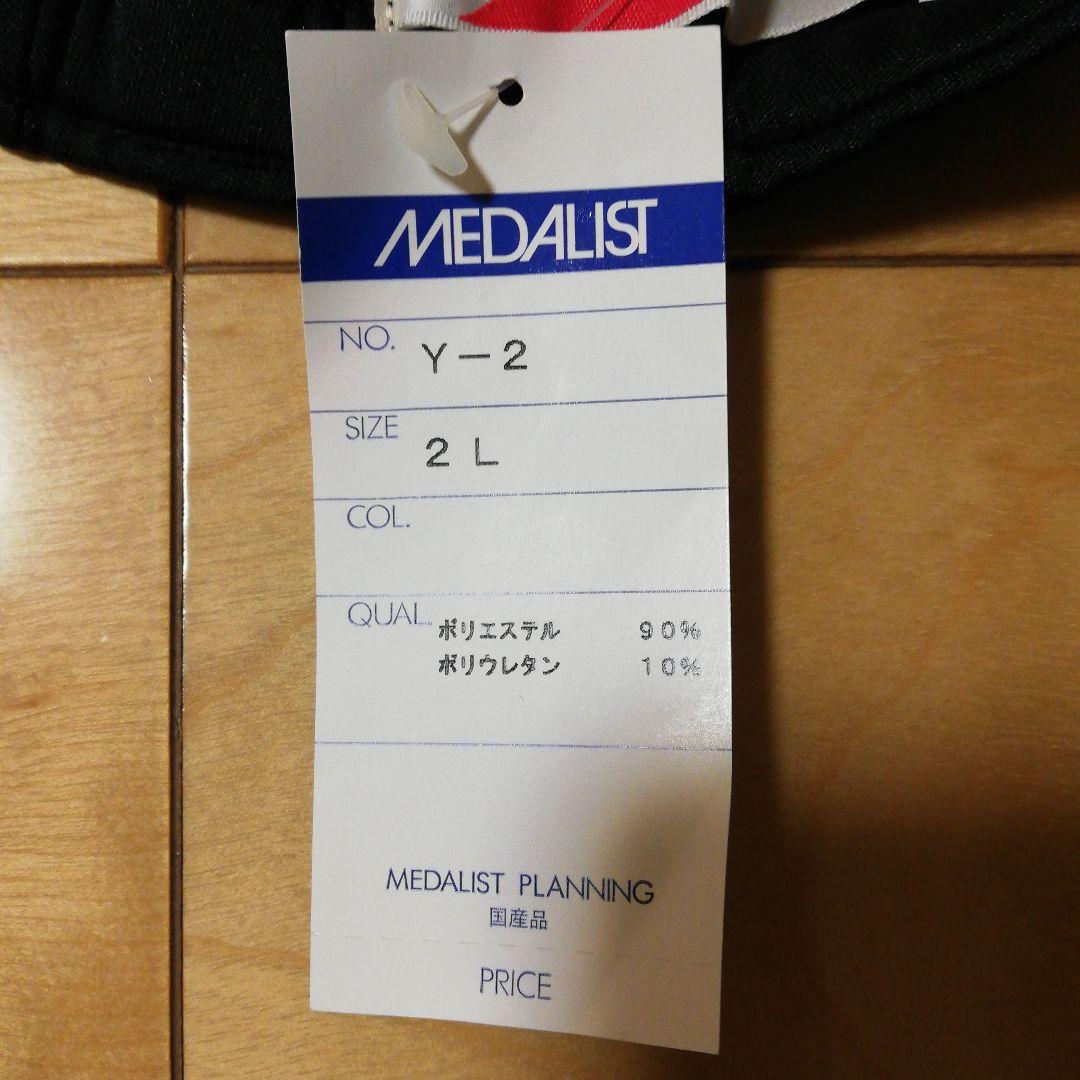 MEDALIST
NO. Y-2
SIZE 2L
COL.
QUAL. ポリエステル 90%
ポリウレタン 10%
MEDALIST PLANNING
国産品
PRICE